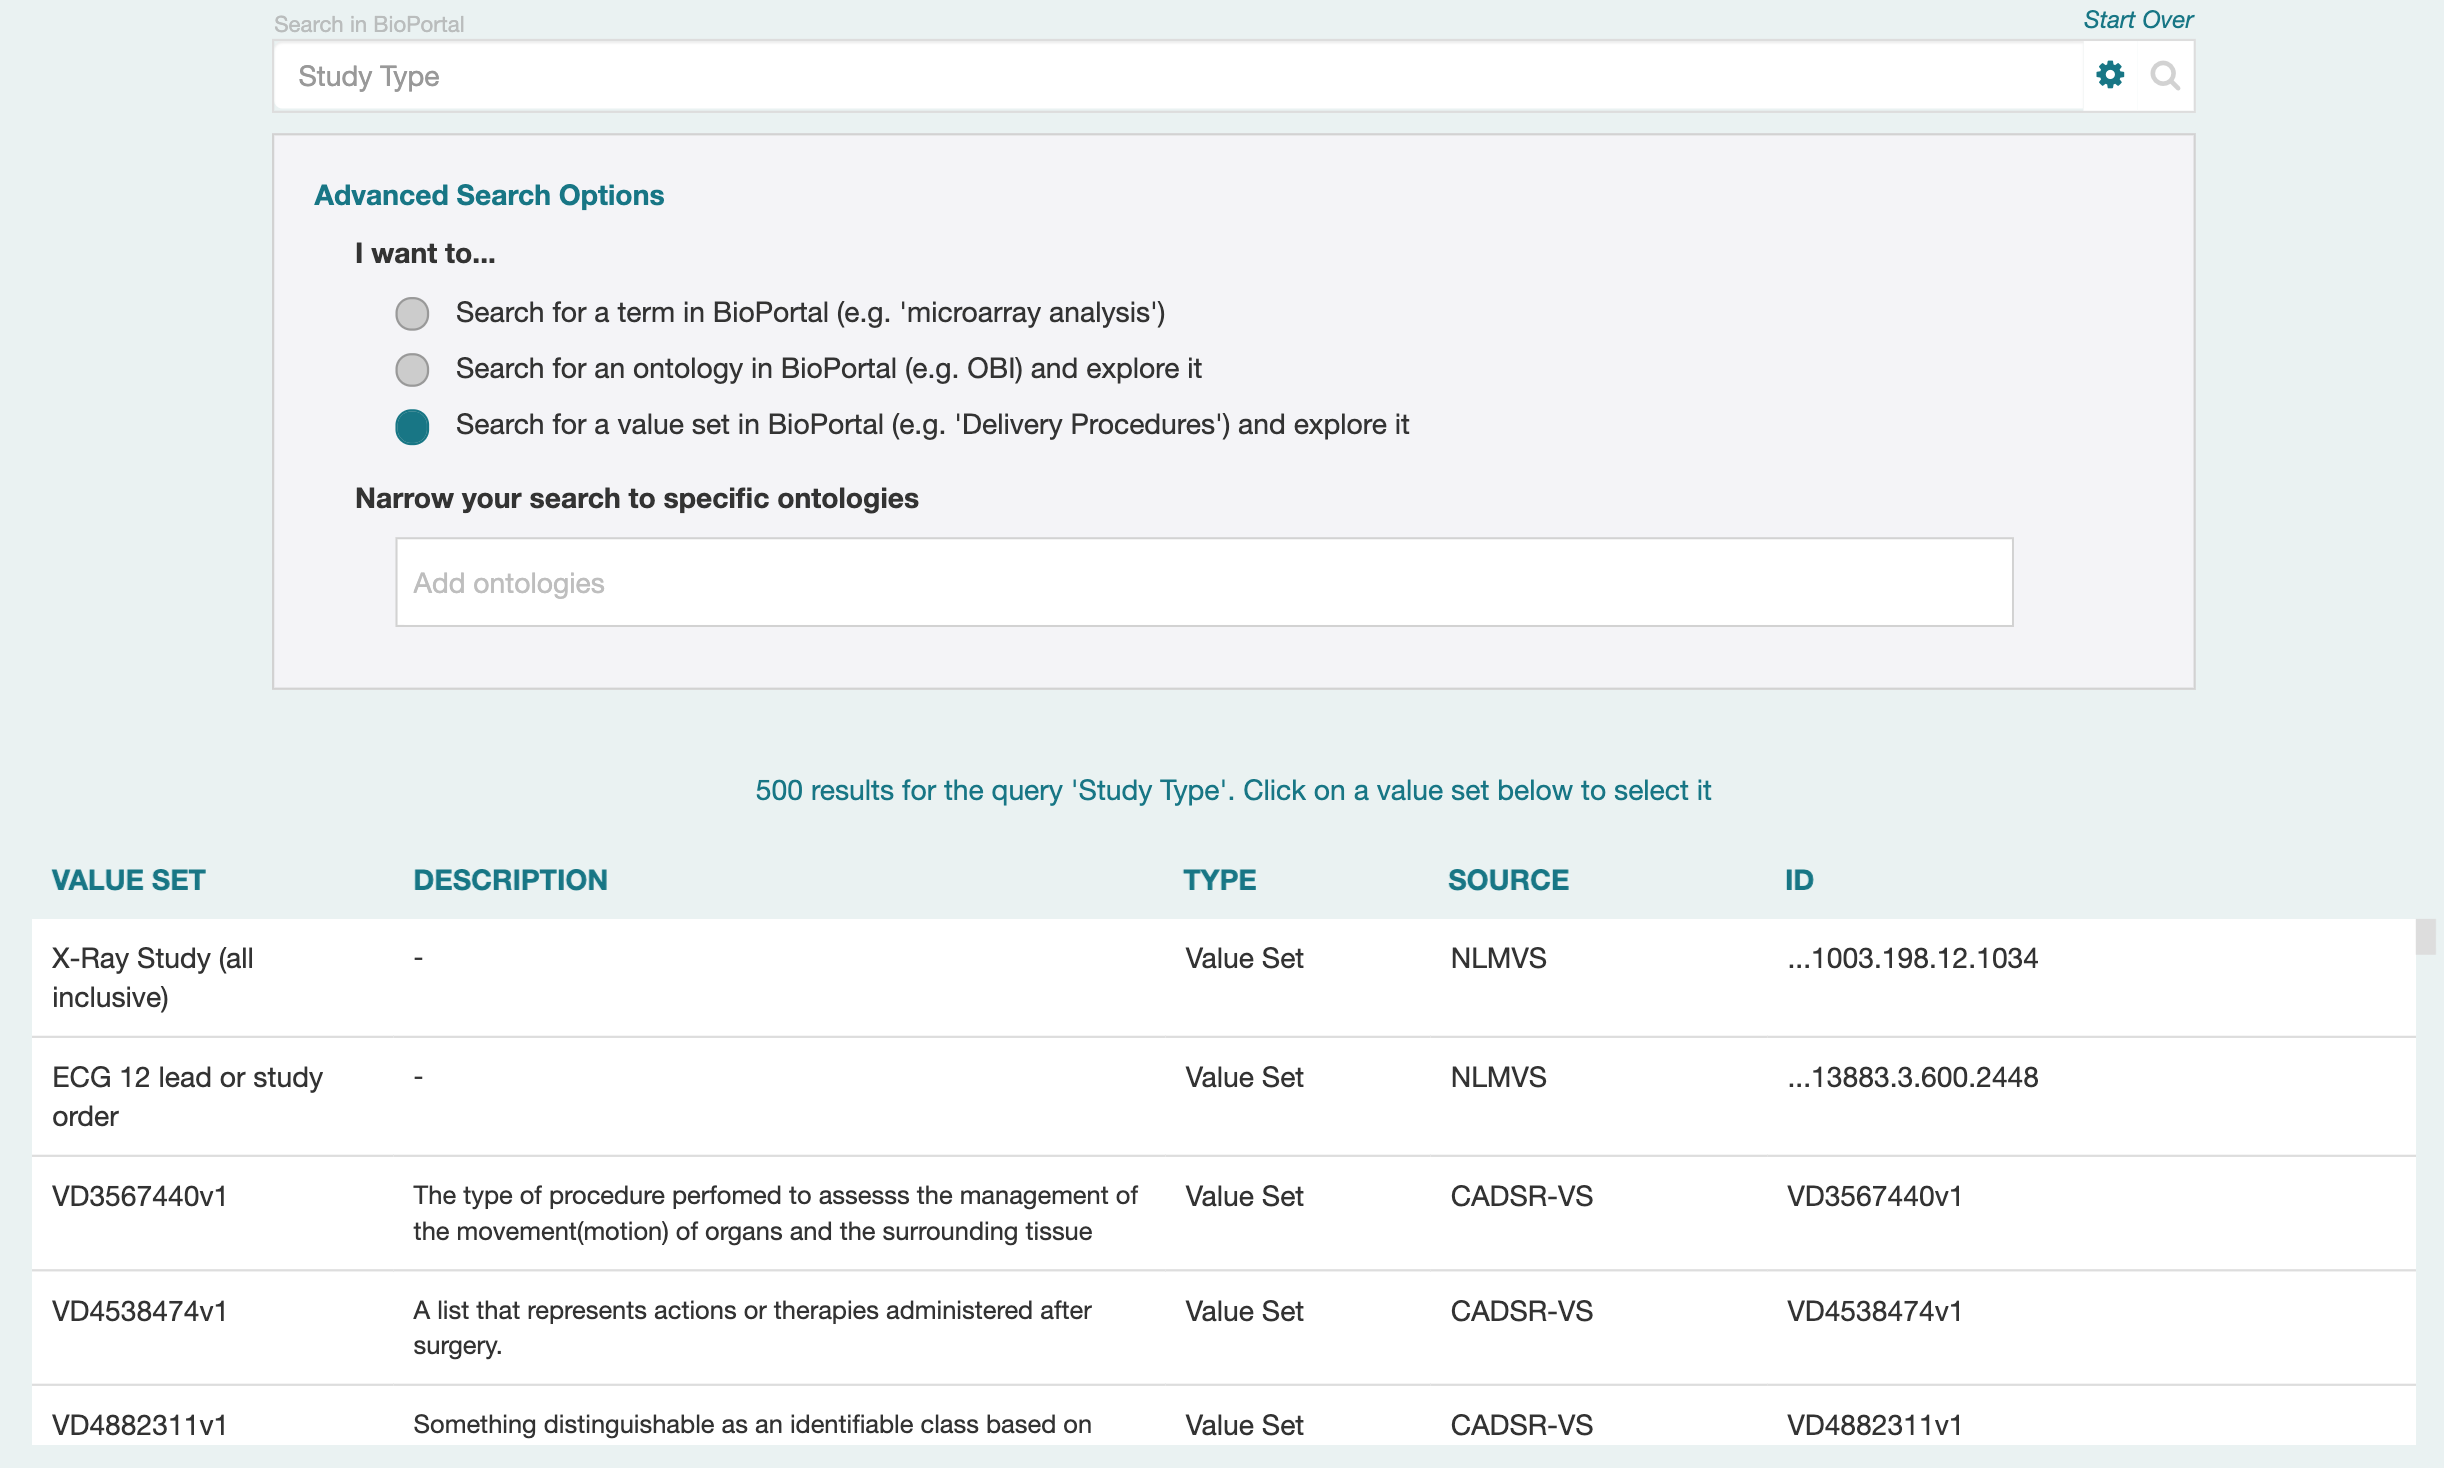 Search in BioPortal
Start Over
Study Type
Advanced Search Options
I want to...
Search for a term in BioPortal (e.g. 'microarray analysis')
Search for an ontology in BioPortal (e.g. OBI) and explore it
Search for a value set in BioPortal (e.g. 'Delivery Procedures') and explore it
Narrow your search to specific ontologies
Add ontologies
500 results for the query 'Study Type'. Click on a value set below to select it
VALUE SET DESCRIPTION TYPE SOURCE ID
X-Ray Study (all - Value Set NLMVS ...1003.198.12.1034
inclusive)
ECG 12 lead or study - Value Set NLMVS ...13883.3.600.2448
order
VD3567440v1 The type of procedure perfomed to assesss the management of Value Set CADSR-VS VD3567440v1
the movement(motion) of organs and the surrounding tissue
VD4538474v1 A list that represents actions or therapies administered after Value Set CADSR-VS VD4538474v1
surgery.
VD4882311v1 Something distinguishable as an identifiable class based on Value Set CADSR-VS VD4882311v1